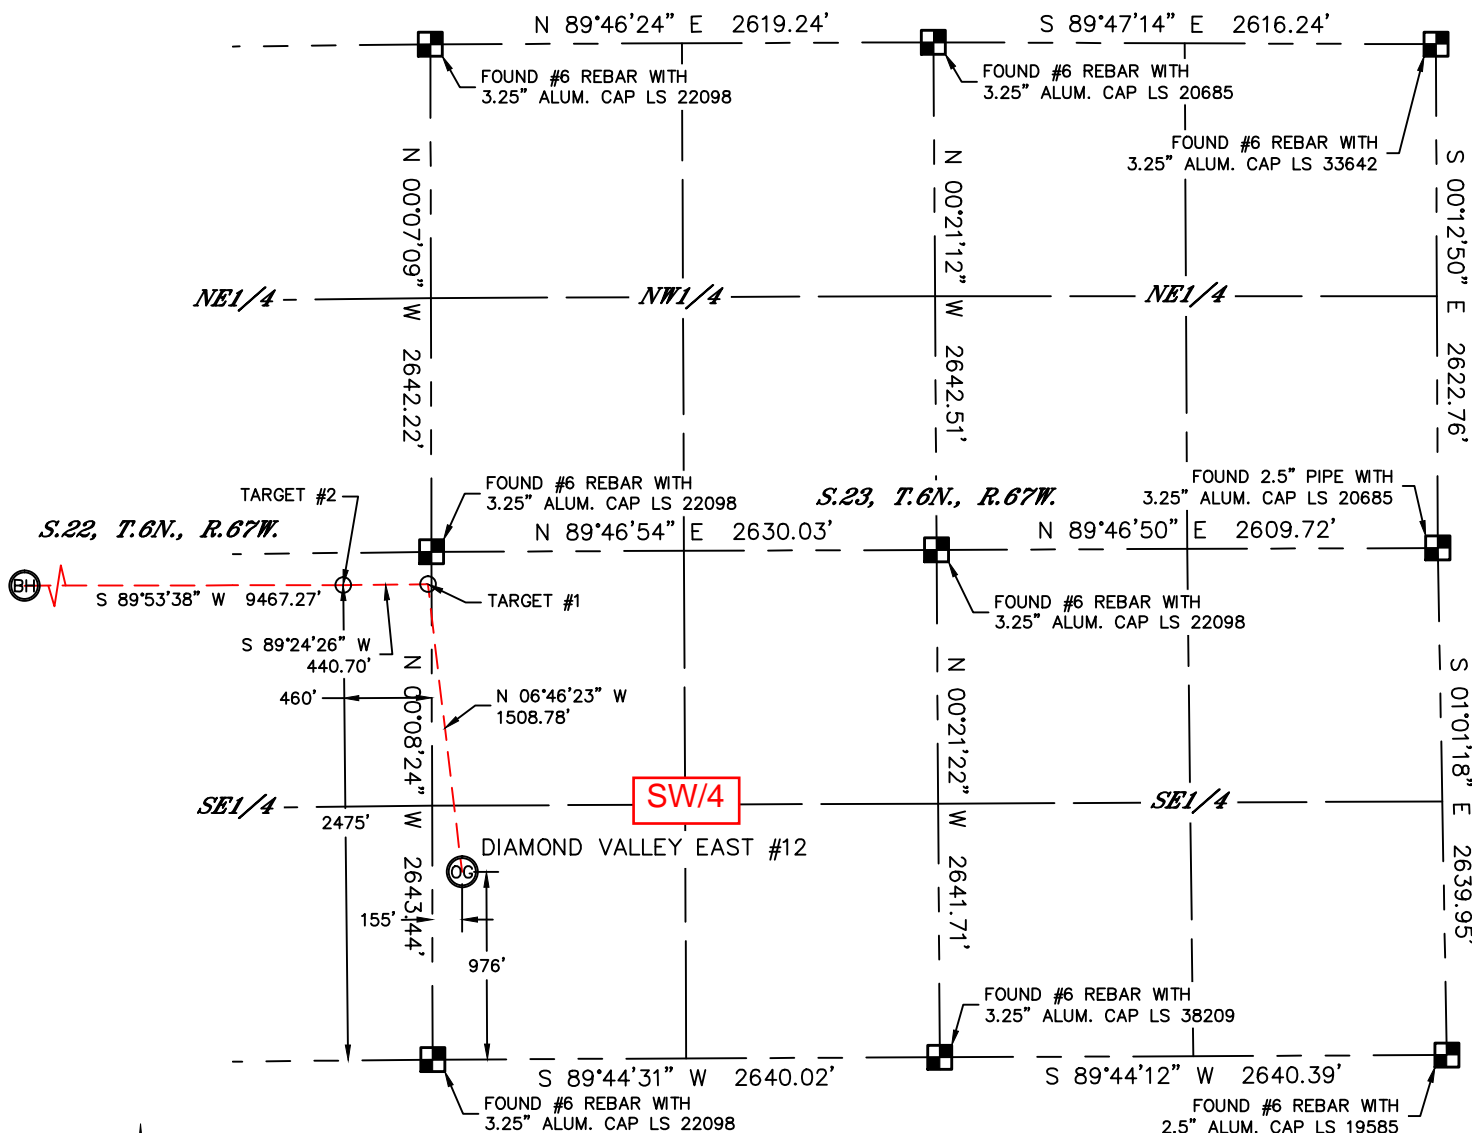 N 89°46'24" E 2619.24'
S 89°47'14" E 2616.24'
FOUND #6 REBAR WITH
3.25" ALUM. CAP LS 22098
FOUND #6 REBAR WITH
3.25" ALUM. CAP LS 20685
FOUND #6 REBAR WITH
3.25" ALUM. CAP LS 33642
N 00°07'09" W 2642.22'
N 00°21'12" W 2642.51'
S 00°12'50" E 2622.76'
NE1/4
NW1/4
NE1/4
TARGET #2
FOUND #6 REBAR WITH
3.25" ALUM. CAP LS 22098
S.23, T.6N., R.67W.
FOUND 2.5" PIPE WITH
3.25" ALUM. CAP LS 20685
S.22, T.6N., R.67W.
N 89°46'54" E 2630.03'
N 89°46'50" E 2609.72'
BH
S 89°53'38" W 9467.27'
TARGET #1
FOUND #6 REBAR WITH
3.25" ALUM. CAP LS 22098
S 89°24'26" W
440.70'
460'
N 06°46'23" W
1508.78'
N 00°08'24" W 2643.44'
N 00°21'22" W 2641.71'
S 01°01'18" E 2639.95'
SE1/4
SW/4
SE1/4
2475'
DIAMOND VALLEY EAST #12
OG
155'
976'
FOUND #6 REBAR WITH
3.25" ALUM. CAP LS 38209
S 89°44'31" W 2640.02'
S 89°44'12" W 2640.39'
FOUND #6 REBAR WITH
3.25" ALUM. CAP LS 22098
FOUND #6 REBAR WITH
2.5" ALUM. CAP LS 19585